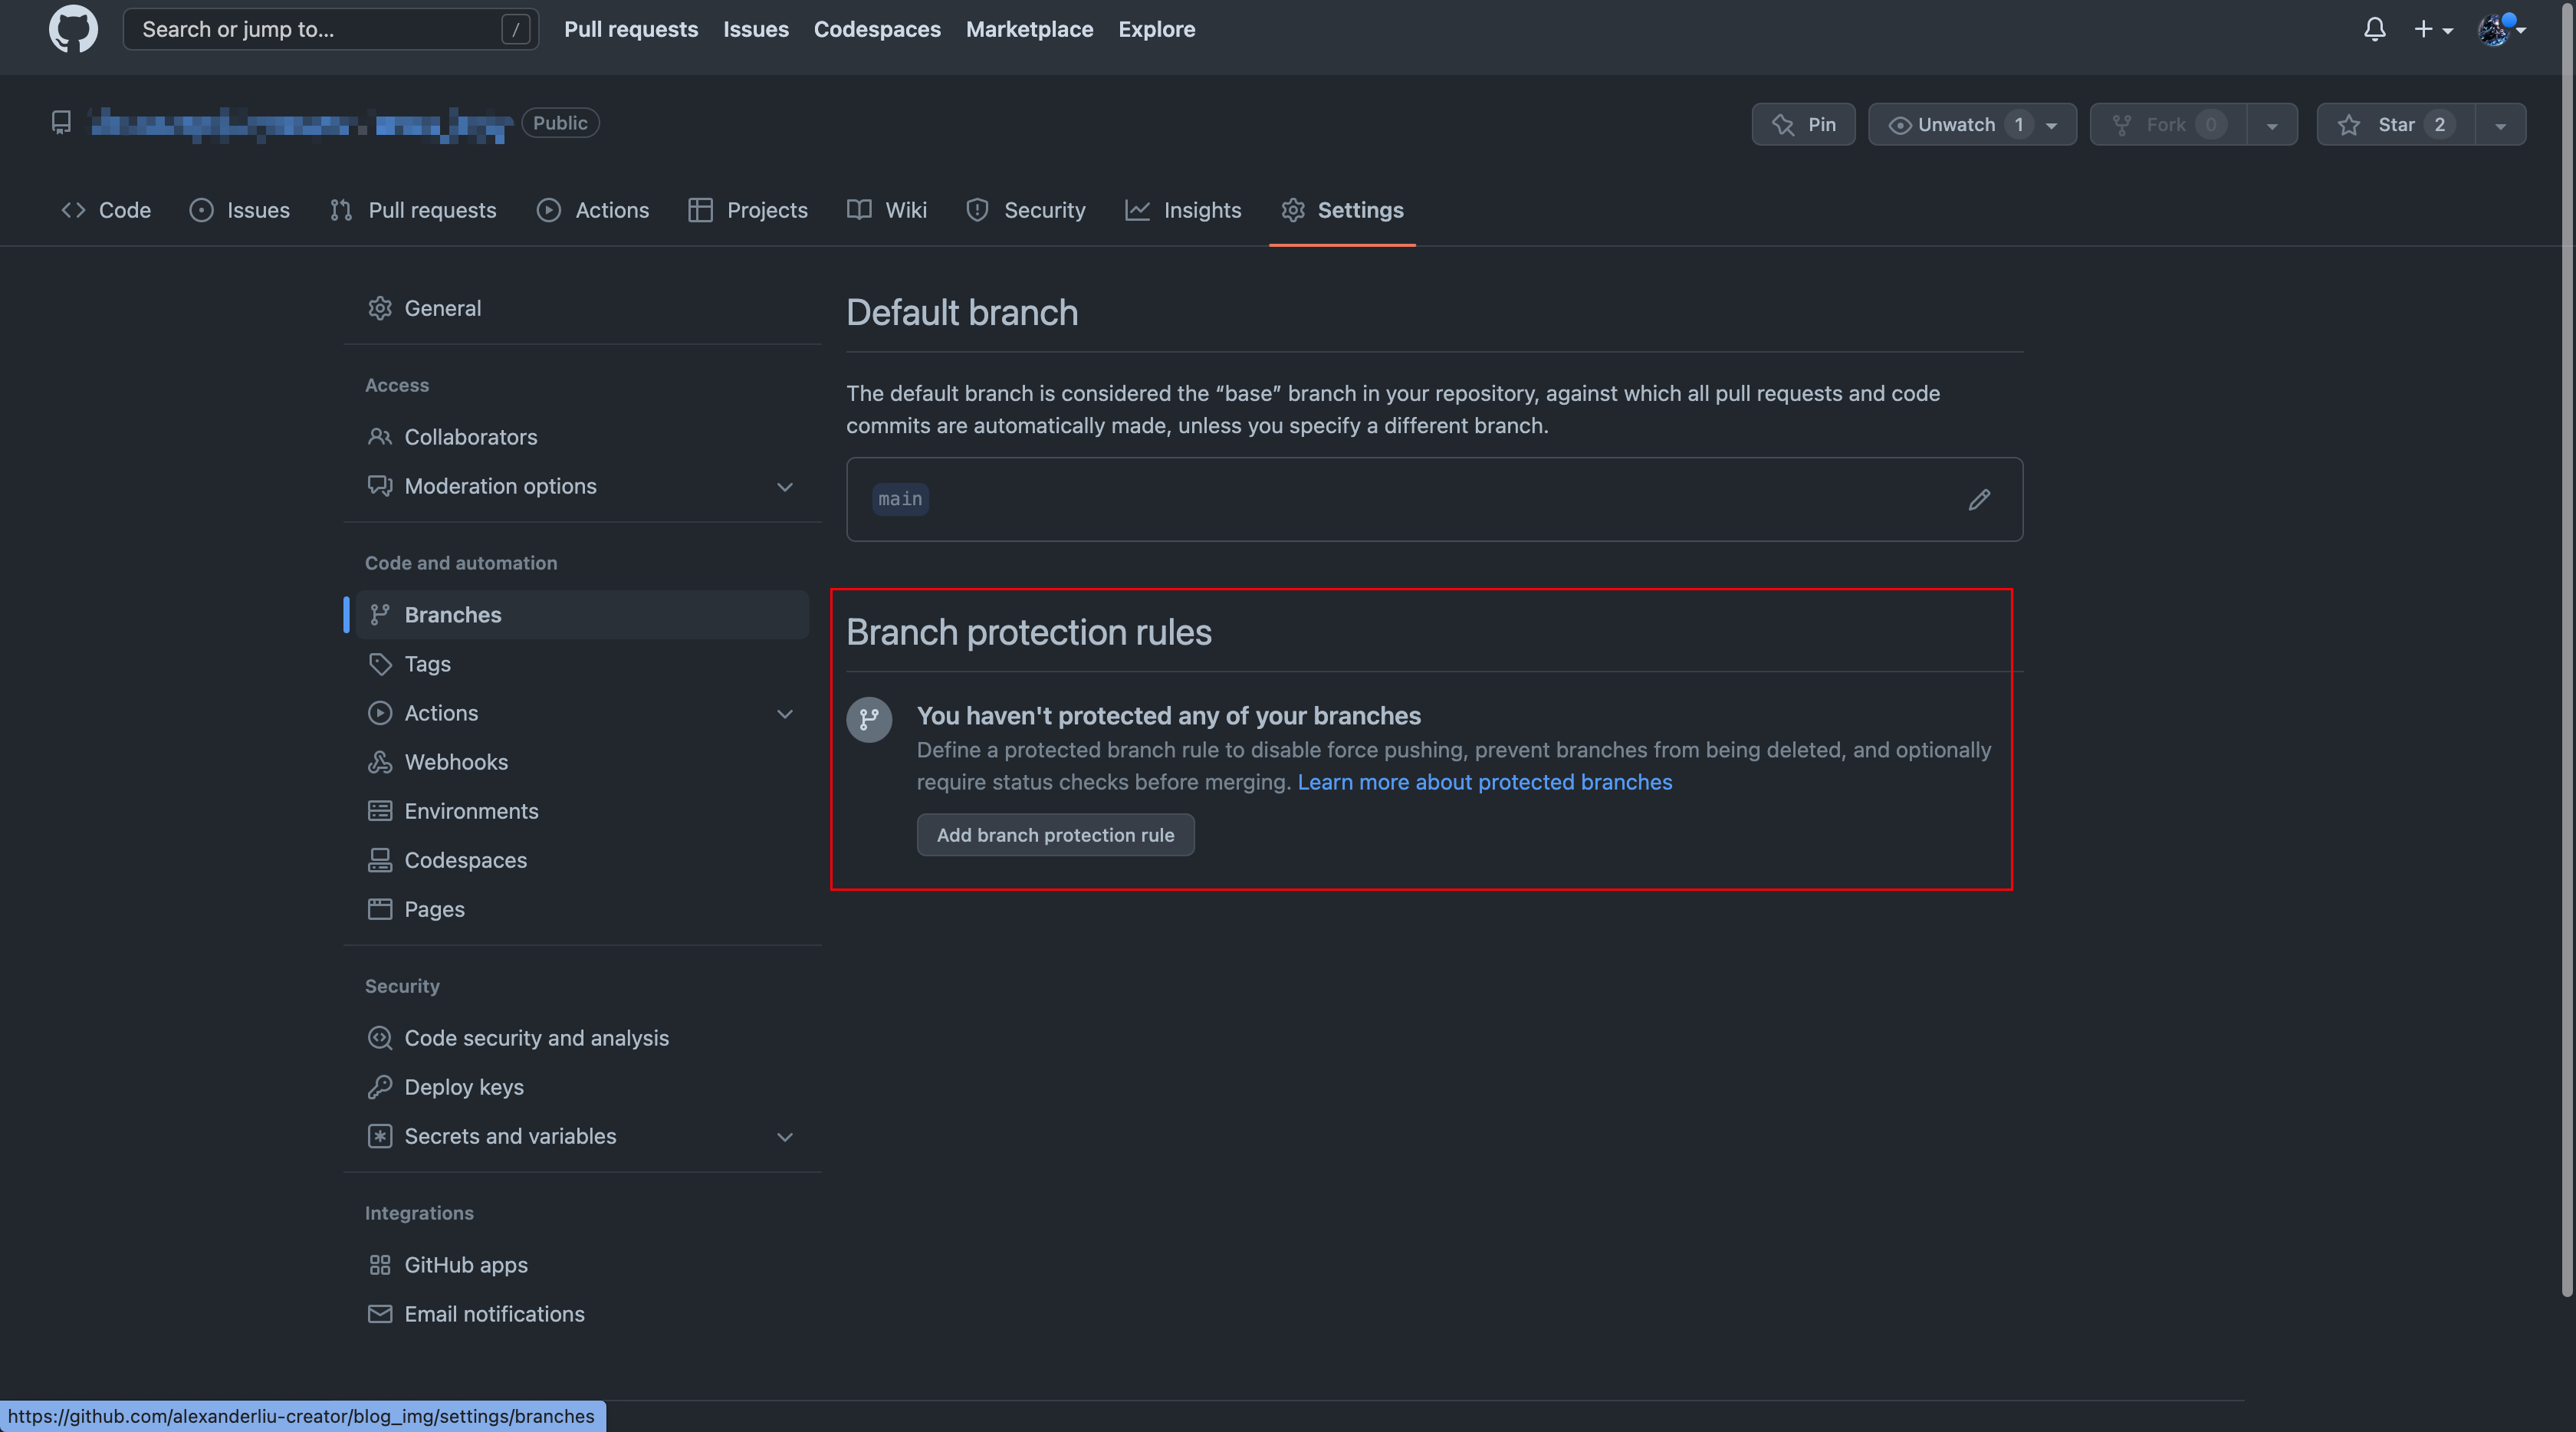 Search or jump to... /
Pull requests
Issues
Codespaces
Marketplace
Explore
Public
Pin
Unwatch 1
Fork 0
Star 2
Code
Issues
Pull requests
Actions
Projects
Wiki
Security
Insights
Settings
General
Access
Collaborators
Moderation options
Code and automation
Branches
Tags
Actions
Webhooks
Environments
Codespaces
Pages
Security
Code security and analysis
Deploy keys
Secrets and variables
Integrations
GitHub apps
Email notifications
Default branch
The default branch is considered the “base” branch in your repository, against which all pull requests and code
commits are automatically made, unless you specify a different branch.
main
Branch protection rules
You haven't protected any of your branches
Define a protected branch rule to disable force pushing, prevent branches from being deleted, and optionally
require status checks before merging. Learn more about protected branches
Add branch protection rule
https://github.com/alexanderliu-creator/blog_img/settings/branches